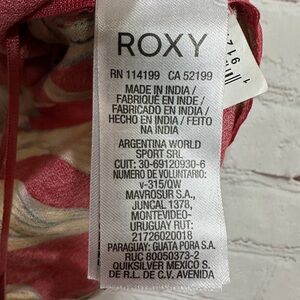 ROXY
RN 114199 CA 52199
MADE IN INDIA /
FABRIQUÉ EN INDE /
FABRICADO EN INDIA /
HECHO EN INDIA / FEITO
NA INDIA
ARGENTINA WORLD
SPORT SRL
CUIT: 30-69120930-6
NUMERO DE VOLUNTARIO:
v-315/QW
MAVROSUR S.A.,
JUNCAL 1378,
MONTEVIDEO-
URUGUAY RUT:
21726020018
PARAGUAY: GUATA PORA S.A.
RUC 80050373-2
QUIKSILVER MEXICO S.
DE R.L. DE C.V. AVENIDA